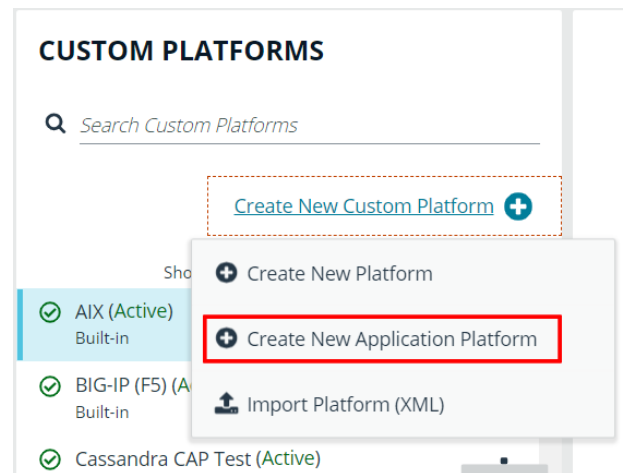 CUSTOM PLATFORMS
Search Custom Platforms
Create New Custom Platform
Sho
Create New Platform
AIX (Active)
Built-in
Create New Application Platform
BIG-IP (F5) (A
Built-in
Import Platform (XML)
Cassandra CAP Test (Active)